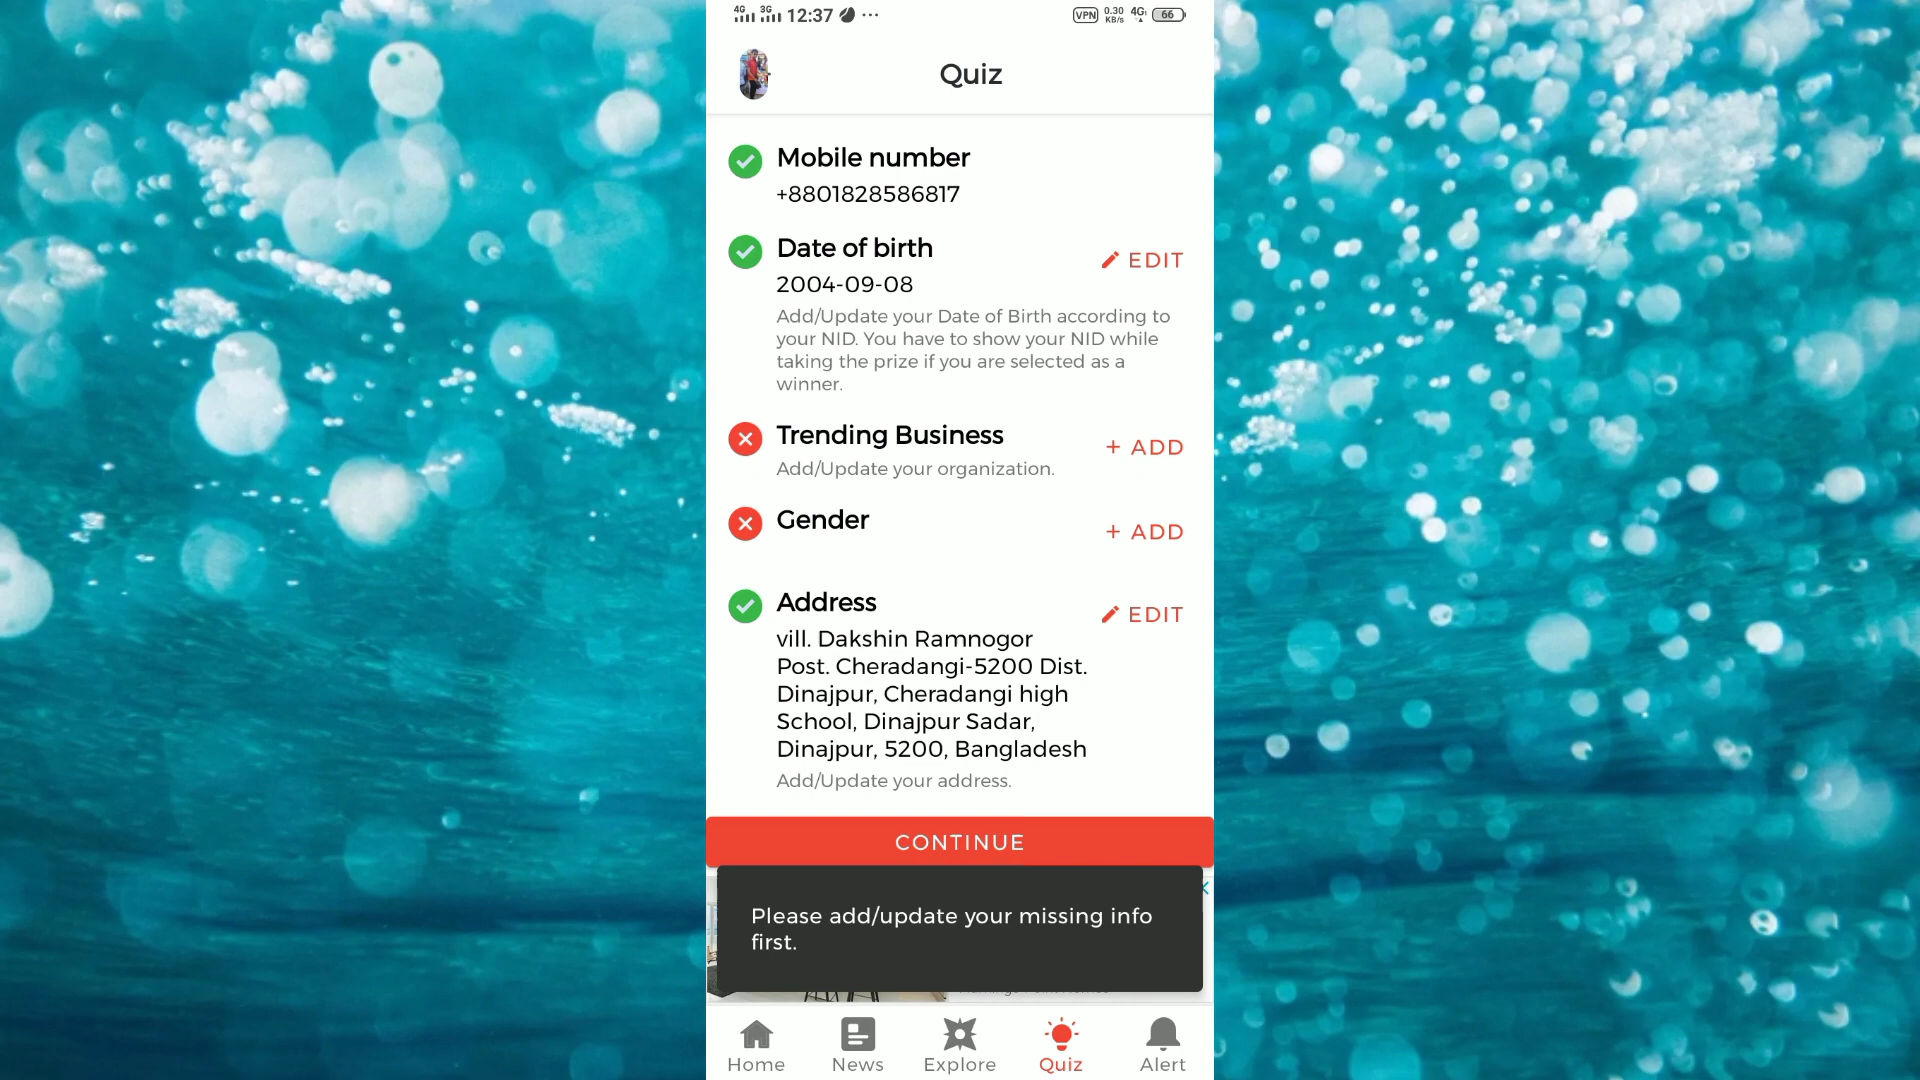 4G 3G 12:37 ... VPN 0.30 KB/s 4G 66
Quiz
Mobile number
+8801828586817
Date of birth
EDIT
2004-09-08
Add/Update your Date of Birth according to
your NID. You have to show your NID while
taking the prize if you are selected as a
winner.
Trending Business
+ ADD
Add/Update your organization.
Gender
+ ADD
Address
EDIT
vill. Dakshin Ramnogor
Post. Cheradangi-5200 Dist.
Dinajpur, Cheradangi high
School, Dinajpur Sadar,
Dinajpur, 5200, Bangladesh
Add/Update your address.
CONTINUE
Please add/update your missing info
first.
Home News Explore Quiz Alert